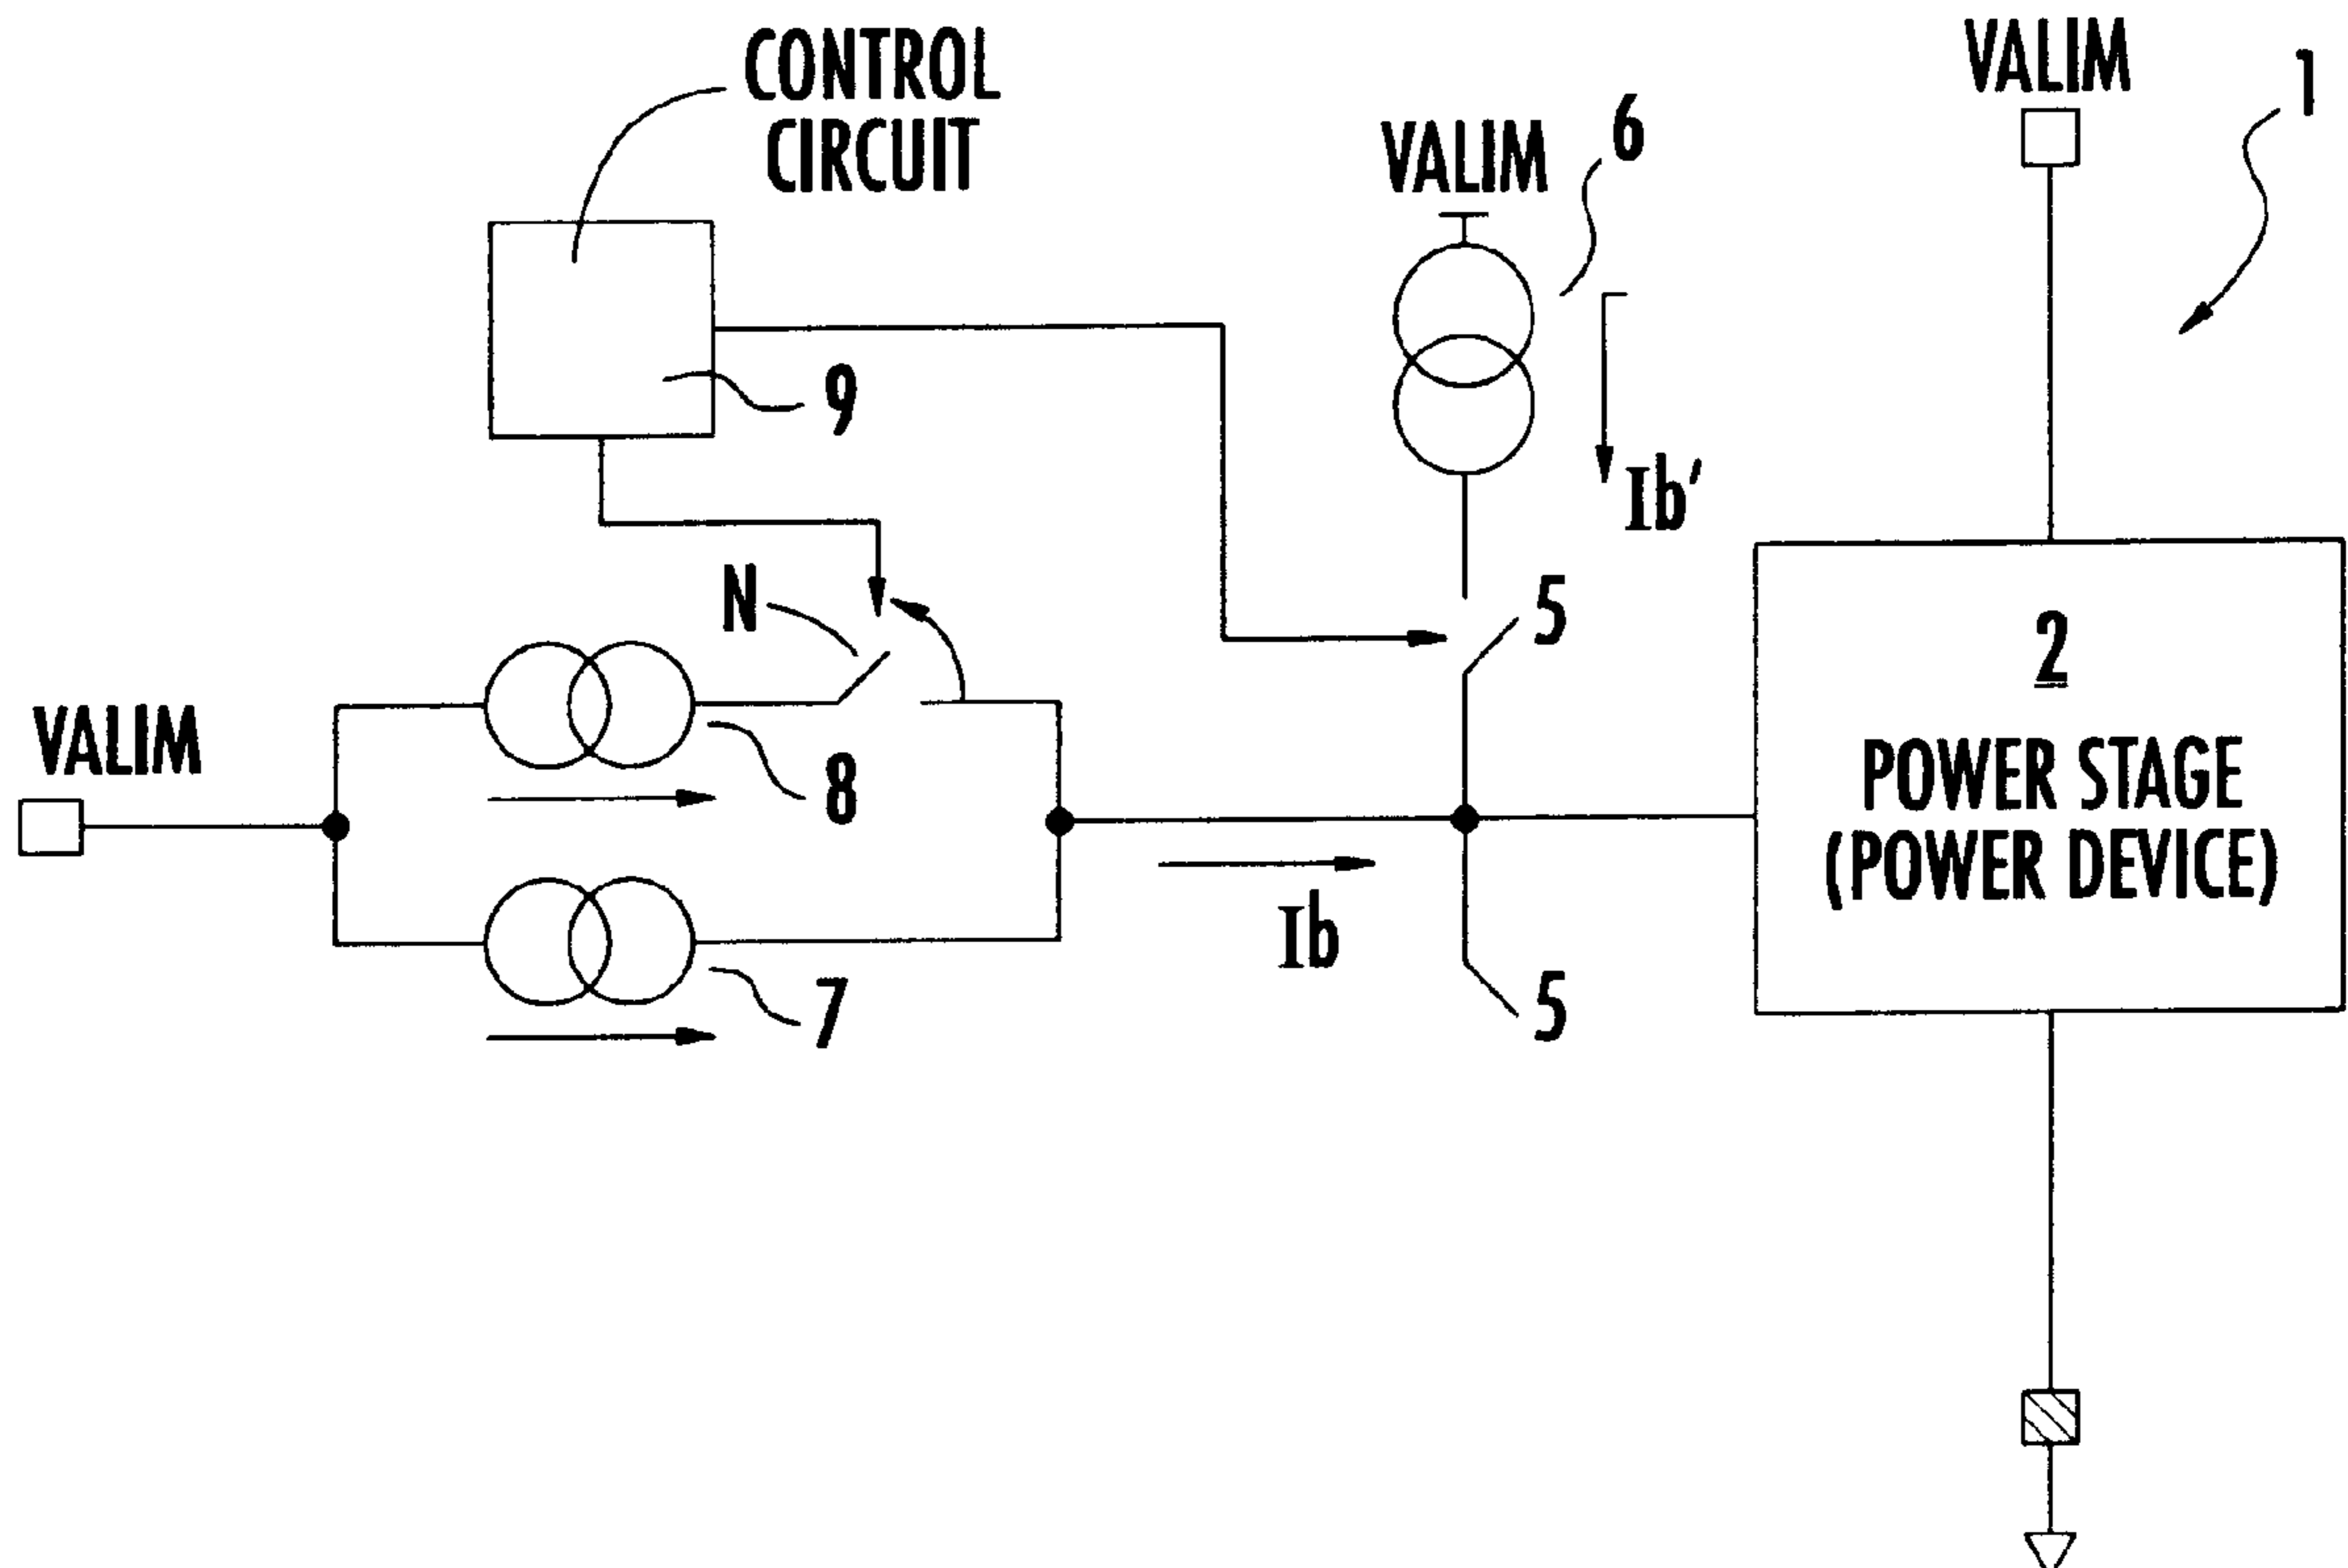 CONTROL
CIRCUIT
VALIM
1
VALIM
6
9
Ib'
N
5
2
VALIM
8
POWER STAGE
(POWER DEVICE)
Ib
7
5